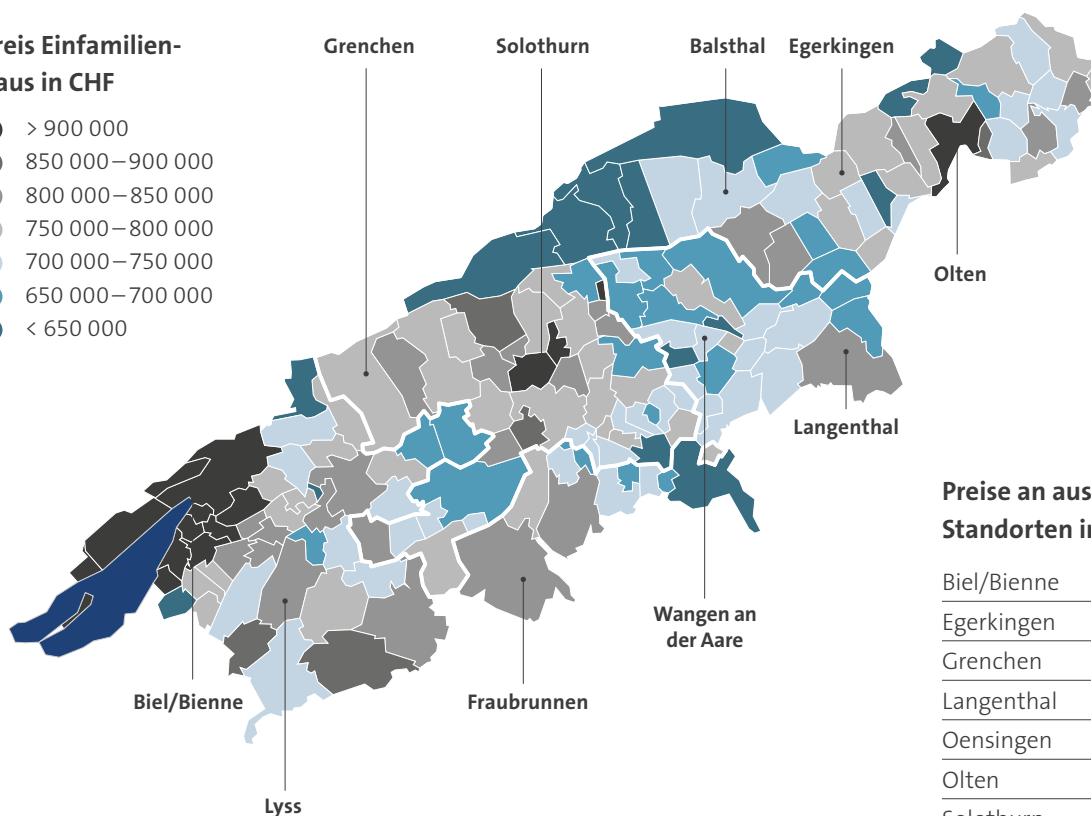 reis Einfamilien-
aus in CHF
> 900 000
850 000–900 000
800 000–850 000
750 000–800 000
700 000–750 000
650 000–700 000
< 650 000
Grenchen
Solothurn
Balsthal
Egerkingen
Olten
Langenthal
Wangen an
der Aare
Biel/Bienne
Fraubrunnen
Lyss
Preise an aus
Standorten i
Biel/Bienne
Egerkingen
Grenchen
Langenthal
Oensingen
Olten